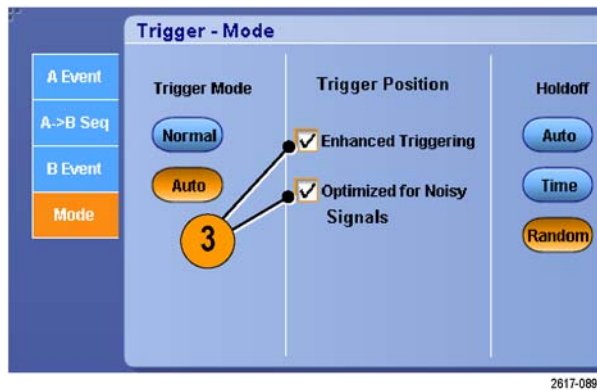 Trigger - Mode
A Event
A->B Seq
B Event
Mode
Trigger Mode
Normal
Auto
3
Trigger Position
Enhanced Triggering
Optimized for Noisy
Signals
Holdoff
Auto
Time
Random
2617-089